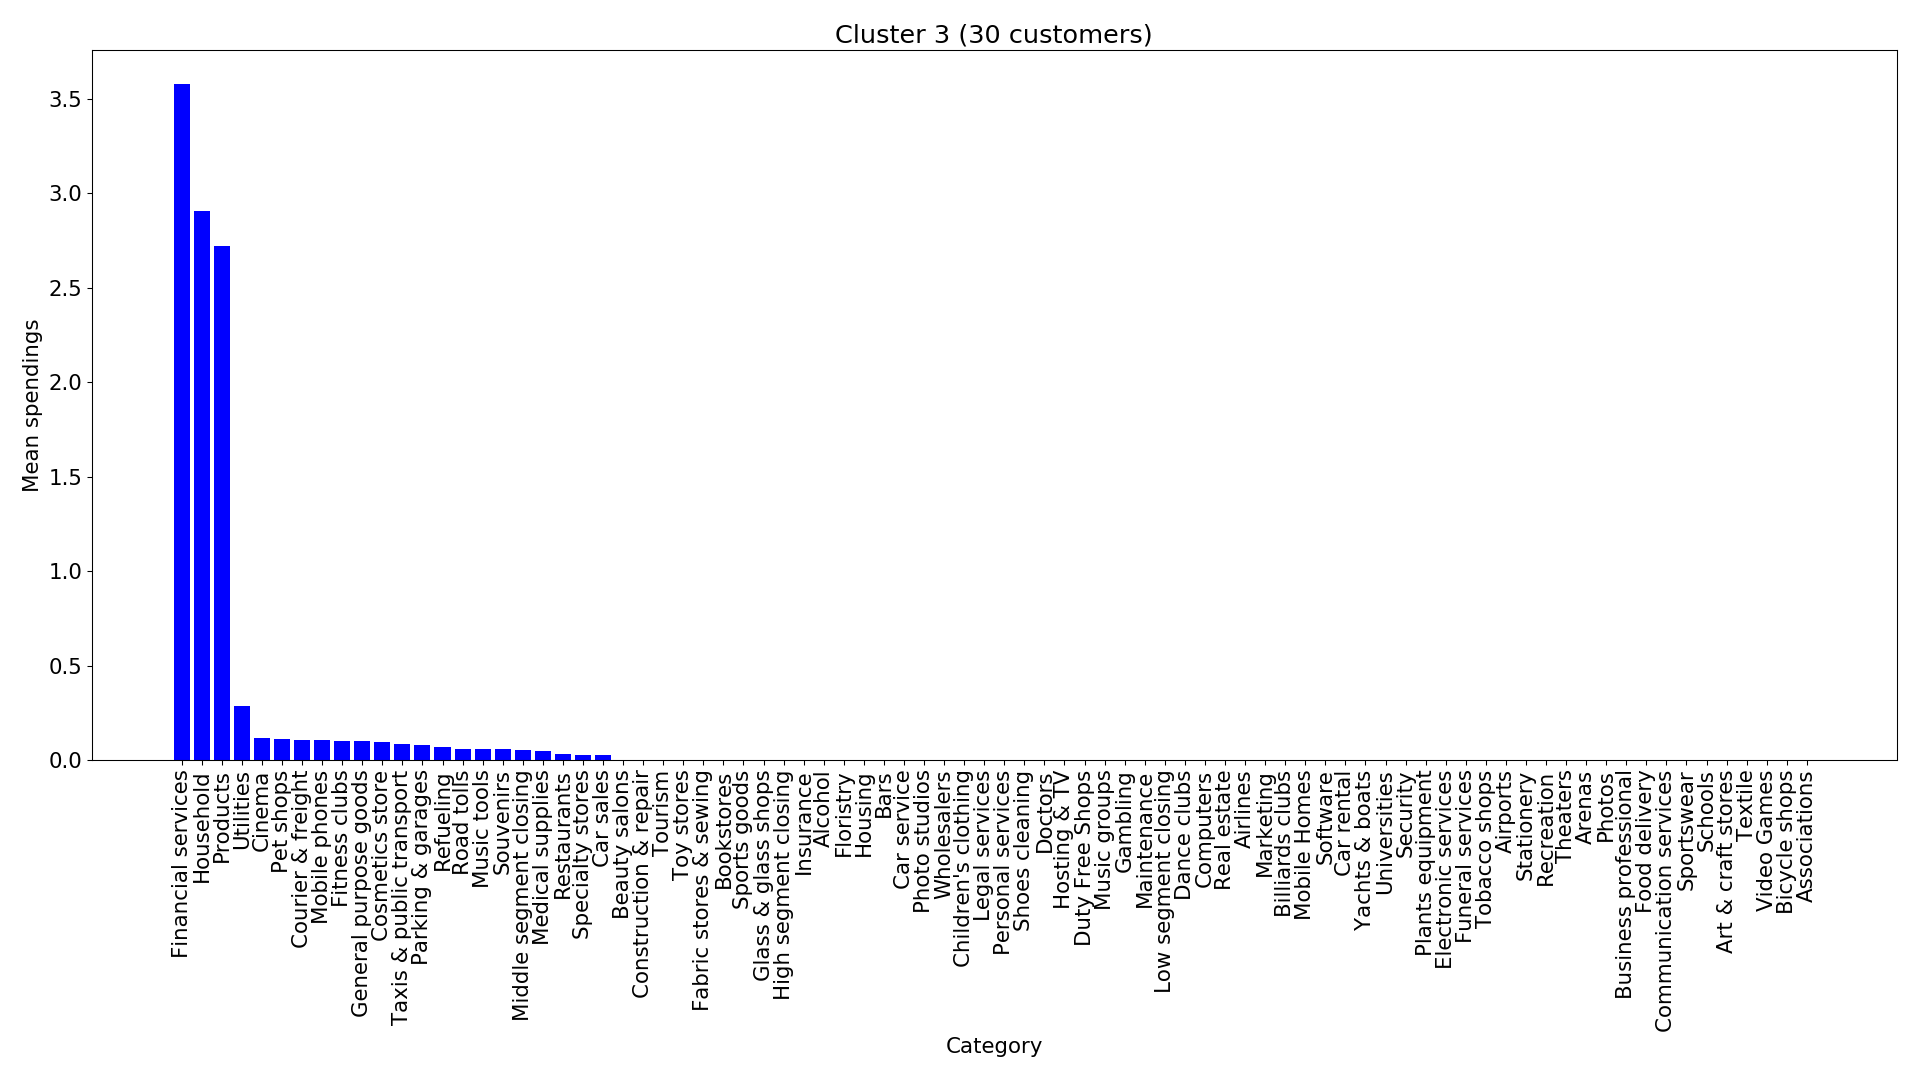 Cluster 3 (30 customers)
Mean spendings
3.5
3.0
2.5
2.0
1.5
1.0
0.5
0.0
Financial services
Household
Products
Utilities
Cinema
Pet shops
Courier & freight
Mobile phones
Fitness clubs
General purpose goods
Cosmetics store
Taxis & public transport
Parking & garages
Refueling
Road tolls
Music tools
Souvenirs
Middle segment closing
Medical supplies
Restaurants
Specialty stores
Car sales
Beauty salons
Construction & repair
Tourism
Toy stores
Fabric stores & sewing
Bookstores
Sports goods
Glass & glass shops
High segment closing
Insurance
Alcohol
Floristry
Housing
Bars
Car service
Photo studios
Wholesalers
Children's clothing
Legal services
Personal services
Shoes cleaning
Doctors
Hosting & TV
Duty Free Shops
Music groups
Gambling
Maintenance
Low segment closing
Dance clubs
Computers
Real estate
Airlines
Marketing
Billiards clubs
Mobile Homes
Software
Car rental
Yachts & boats
Universities
Security
Plants equipment
Electronic services
Funeral services
Tobacco shops
Airports
Stationery
Recreation
Theaters
Arenas
Photos
Business professional
Food delivery
Communication services
Sportswear
Schools
Art & craft stores
Textile
Video Games
Bicycle shops
Associations
Category